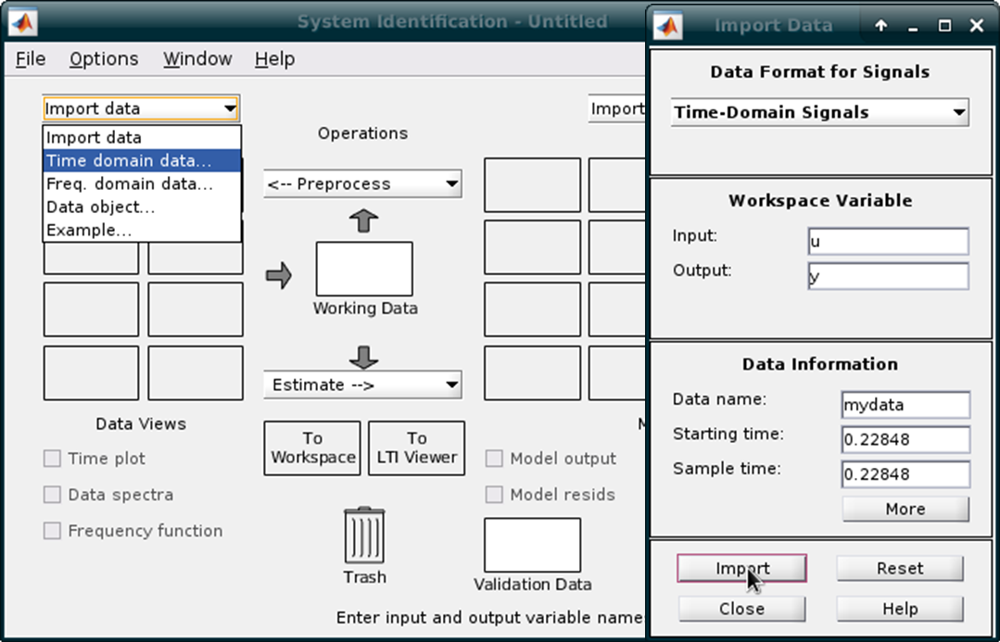 System Identification - Untitled
File Options Window Help
Import data
Import data
Time domain data...
Freq. domain data...
Data object...
Example...
Operations
<-- Preprocess
Working Data
Estimate -->
Import
Data Views
Time plot
Data spectra
Frequency function
To
Workspace
To
LTI Viewer
Trash
M
Model output
Model resids
Validation Data
Enter input and output variable name
Import Data
Data Format for Signals
Time-Domain Signals
Workspace Variable
Input: u
Output: y
Data Information
Data name: mydata
Starting time: 0.22848
Sample time: 0.22848
More
Import Reset
Close Help